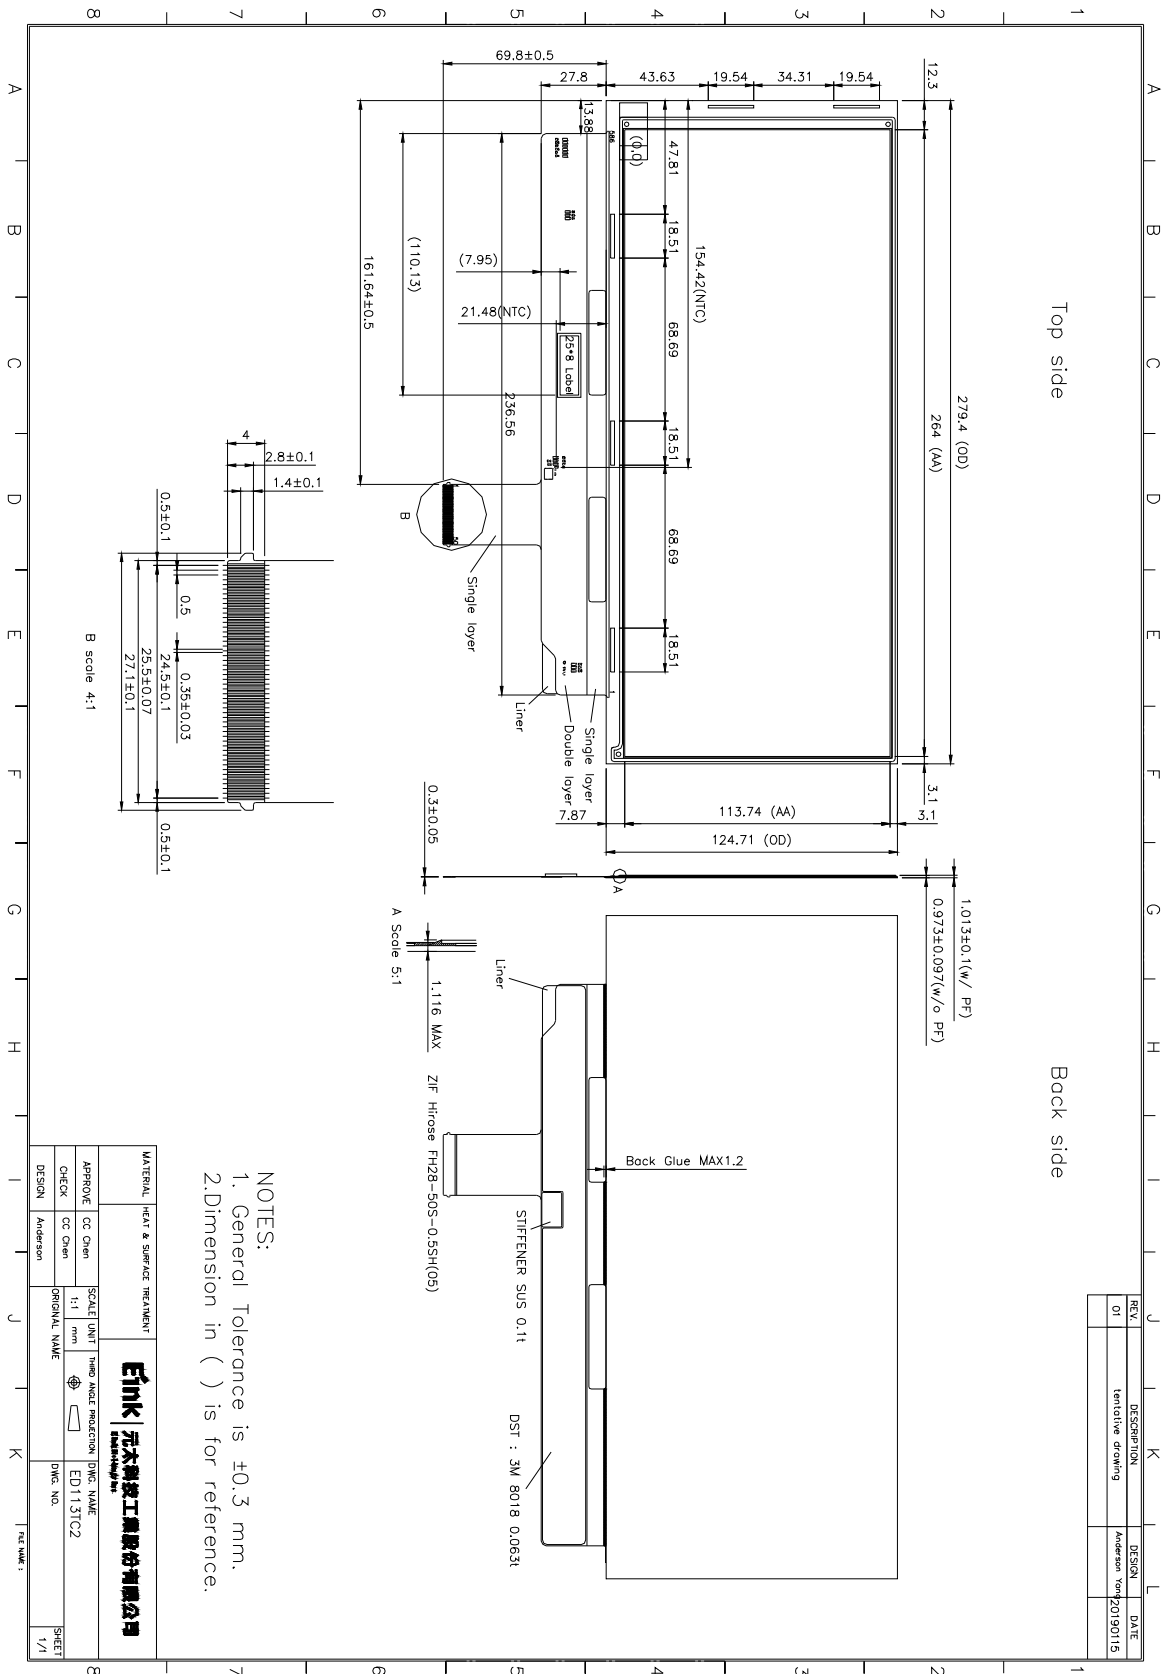 Top side
Back side
REV.
DESCRIPTION
DESIGN
DATE
01
tentative drawing
Anderson Yang
20190115
69.8±0.5
27.8
43.63
19.54
34.31
19.54
12.3
13.88
279.4 (OD)
264 (AA)
47.81
18.51
154.42(NTC)
68.69
18.51
68.69
18.51
(0,0)
586
1
(7.95)
21.48(NTC)
(110.13)
161.64±0.5
236.56
25*8 Label
50
B
Single layer
Liner
Double layer
Single layer
3.1
3.1
7.87
113.74 (AA)
124.71 (OD)
4
2.8±0.1
1.4±0.1
0.5±0.1
0.5
0.35±0.03
24.5±0.1
25.5±0.07
27.1±0.1
0.5±0.1
B scale 4:1
0.3±0.05
A
1.013±0.1(w/ PF)
0.973±0.097(w/o PF)
A Scale 5:1
1.116 MAX
Liner
ZIF Hirose FH28-50S-0.5SH(05)
Back Glue MAX1.2
STIFFENER SUS 0.1t
DST : 3M 8018 0.063t
NOTES:
1. General Tolerance is ±0.3 mm.
2.Dimension in ( ) is for reference.
MATERIAL
HEAT & SURFACE TREATMENT
E Ink 元太科技工業股份有限公司
APPROVE
CC Chen
CHECK
CC Chen
DESIGN
Anderson
SCALE
1:1
UNIT
mm
THIRD ANGLE PROJECTION
DWG. NAME
ED113TC2
ORIGINAL NAME
DWG. NO.
SHEET
1/1
FILE NAME :
1 2 3 4 5 6 7 8
A B C D E F G H I J K L
1 2 3 4 5 6 7 8
A B C D E F G H I J K L